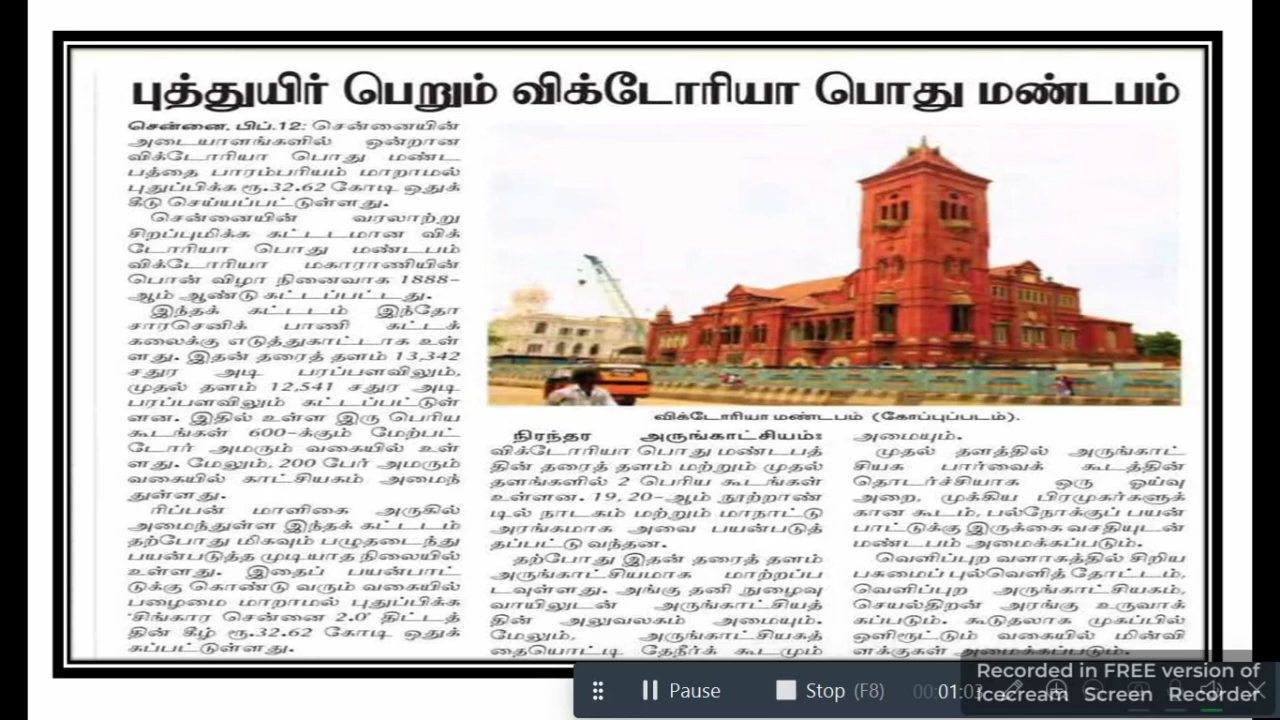 புத்துயிர் பெறும் விக்டோரியா பொது மண்டபம்
சென்னை, பிப்.12: சென்னையின்
அடையாளங்களில் ஒன்றான
விக்டோரியா பொது மண்ட
பத்தை பாரம்பரியம் மாறாமல்
புதுப்பிக்க ரூ.32.62 கோடி ஒதுக்
கீடு செய்யப்பட்டுள்ளது.
சென்னையின் வரலாற்று
சிறப்புமிக்க கட்டடமான விக்
டோரியா பொது மண்டபம்
விக்டோரியா மகாராணியின்
பொன் விழா நினைவாக 1888-
ஆம் ஆண்டு கட்டப்பட்டது.
இந்தக் கட்டடம் இந்தோ
சாரசெனிக் பாணி கட்டக்
கலைக்கு எடுத்துகாட்டாக உள்
ளது. இதன் தரைத் தளம் 13,342
சதுர அடி பரப்பளவிலும்,
முதல் தளம் 12,541 சதுர அடி
பரப்பளவிலும் கட்டப்பட்டுள்
ளன. இதில் உள்ள இரு பெரிய
கூடங்கள் 600-க்கும் மேற்பட்
டோர் அமரும் வகையில் உள்
ளது. மேலும், 200 பேர் அமரும்
வகையில் காட்சியகம் அமைந்
துள்ளது.
ரிப்பன் மாளிகை அருகில்
அமைந்துள்ள இந்தக் கட்டடம்
தற்போது மிகவும் பழுதடைந்து
பயன்படுத்த முடியாத நிலையில்
உள்ளது. இதைப் பயன்பாட்
டுக்கு கொண்டு வரும் வகையில்
பழைமை மாறாமல் புதுப்பிக்க
'சிங்கார சென்னை 2.0' திட்டத்
தின் கீழ் ரூ.32.62 கோடி ஒதுக்
கப்பட்டுள்ளது.
விக்டோரியா மண்டபம் (கோப்புப்படம்).
நிரந்தர அருங்காட்சியம்:
விக்டோரியா பொது மண்டபத்
தின் தரைத் தளம் மற்றும் முதல்
தளங்களில் 2 பெரிய கூடங்கள்
உள்ளன. 19, 20-ஆம் நூற்றாண்
டில் நாடகம் மற்றும் மாநாட்டு
அரங்கமாக அவை பயன்படுத்
தப்பட்டு வந்தன.
தற்போது இதன் தரைத் தளம்
அருங்காட்சியமாக மாற்றப்ப
டவுள்ளது. அங்கு தனி நுழைவு
வாயிலுடன் அருங்காட்சியத்
தின் அலுவலகம் அமையும்.
மேலும், அருங்காட்சியகத்
தையொட்டி தேநீர்க் கூடமும்
அமையும்.
முதல் தளத்தில் அருங்காட்
சியக பார்வைக் கூடத்தின்
தொடர்ச்சியாக ஒரு ஓய்வு
அறை, முக்கிய பிரமுகர்களுக்
கான கூடம், பல்நோக்குப் பயன்
பாட்டுக்கு இருக்கை வசதியுடன்
மண்டபம் அமைக்கப்படும்.
வெளிப்புற வளாகத்தில் சிறிய
பசுமைப் புல்வெளித் தோட்டம்,
வெளிப்புற அருங்காட்சியகம்,
செயல்திறன் அரங்கு உருவாக்
கப்படும். கூடுதலாக முகப்பில்
ஒளிரூட்டும் வகையில் மின்வி
ளக்குகள் அமைக்கப்படும்.
Pause
Stop (F8)
00:01:03
Recorded in FREE version of
Icecream Screen Recorder